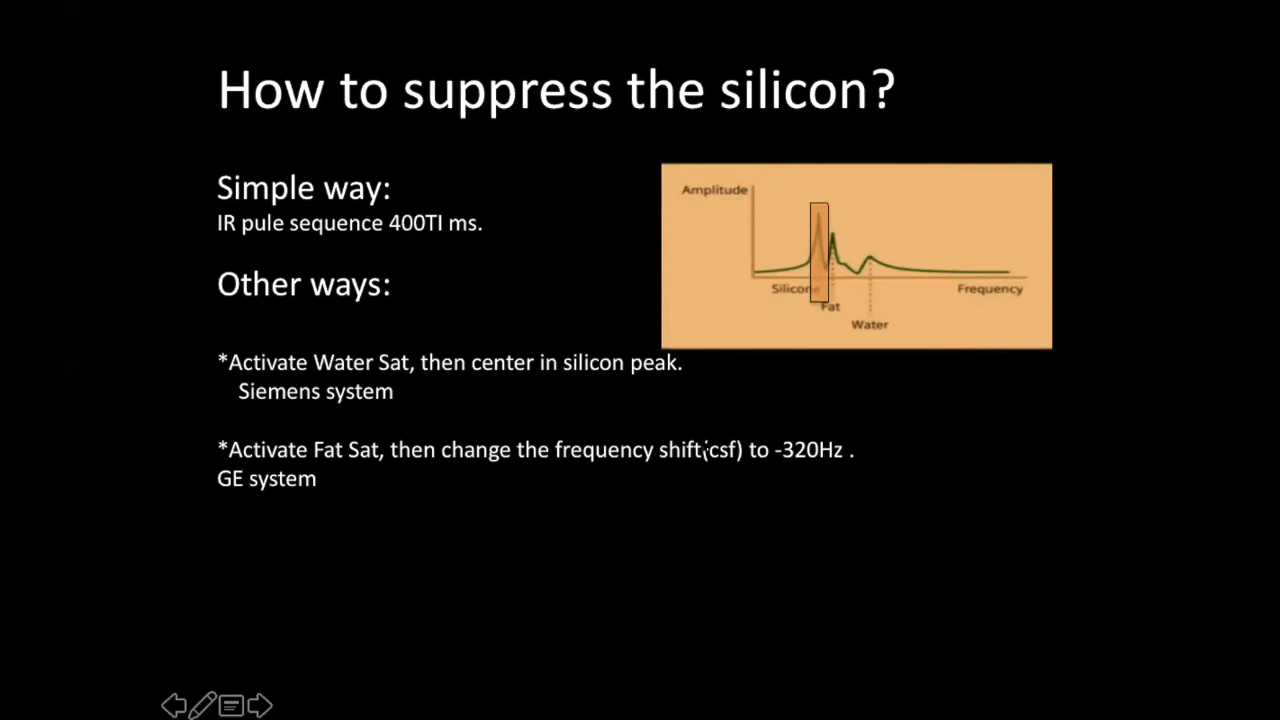 How to suppress the silicon?
Simple way:
IR pule sequence 400TI ms.
Other ways:
Amplitude
Silicone
Fat
Water
Frequency
*Activate Water Sat, then center in silicon peak.
Siemens system
*Activate Fat Sat, then change the frequency shift(csf) to -320Hz .
GE system